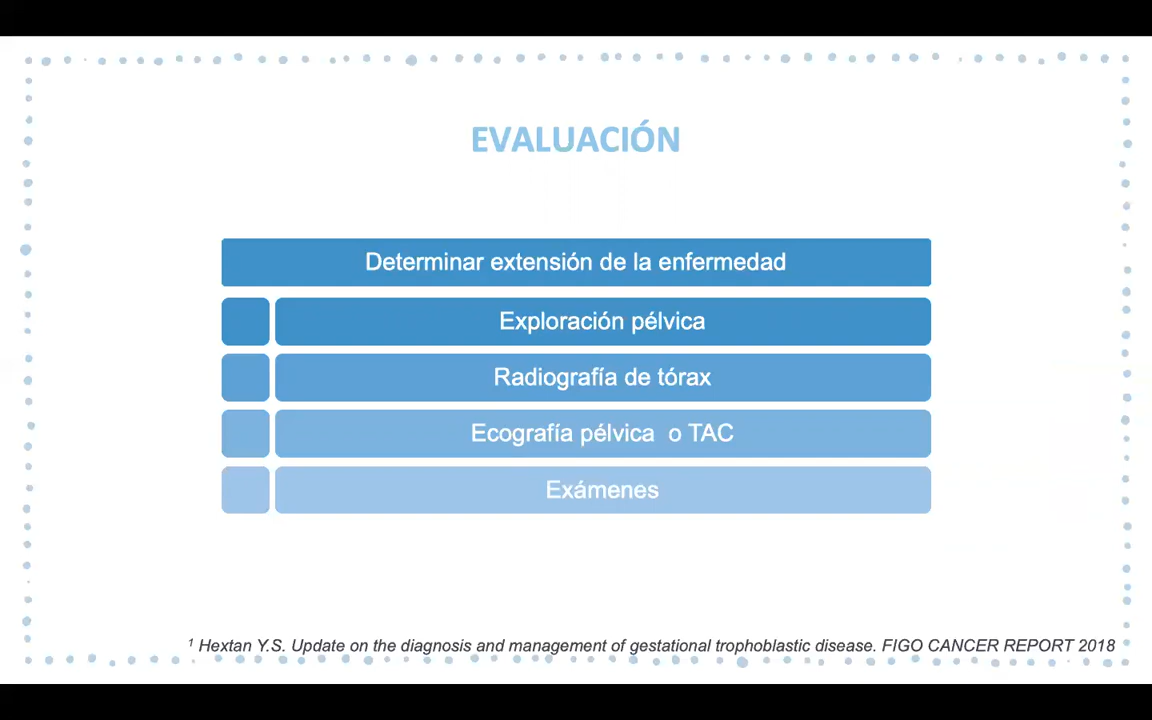 EVALUACIÓN
Determinar extensión de la enfermedad
Exploración pélvica
Radiografía de tórax
Ecografía pélvica o TAC
Exámenes
¹ Hextan Y.S. Update on the diagnosis and management of gestational trophoblastic disease. FIGO CANCER REPORT 2018